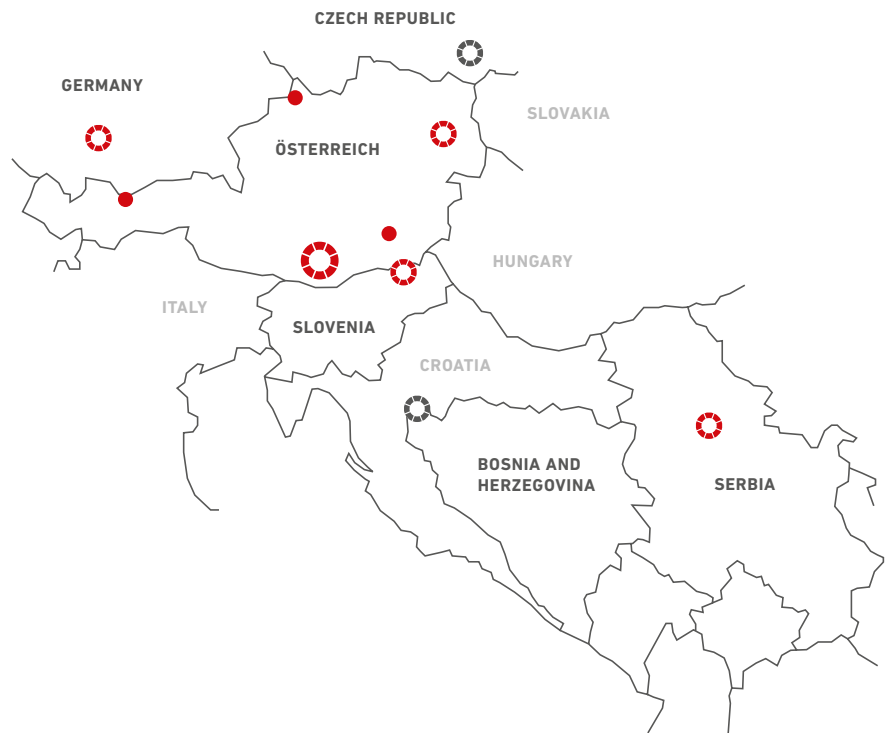 CZECH REPUBLIC
GERMANY
SLOVAKIA
ÖSTERREICH
HUNGARY
ITALY
SLOVENIA
CROATIA
BOSNIA AND
HERZEGOVINA
SERBIA